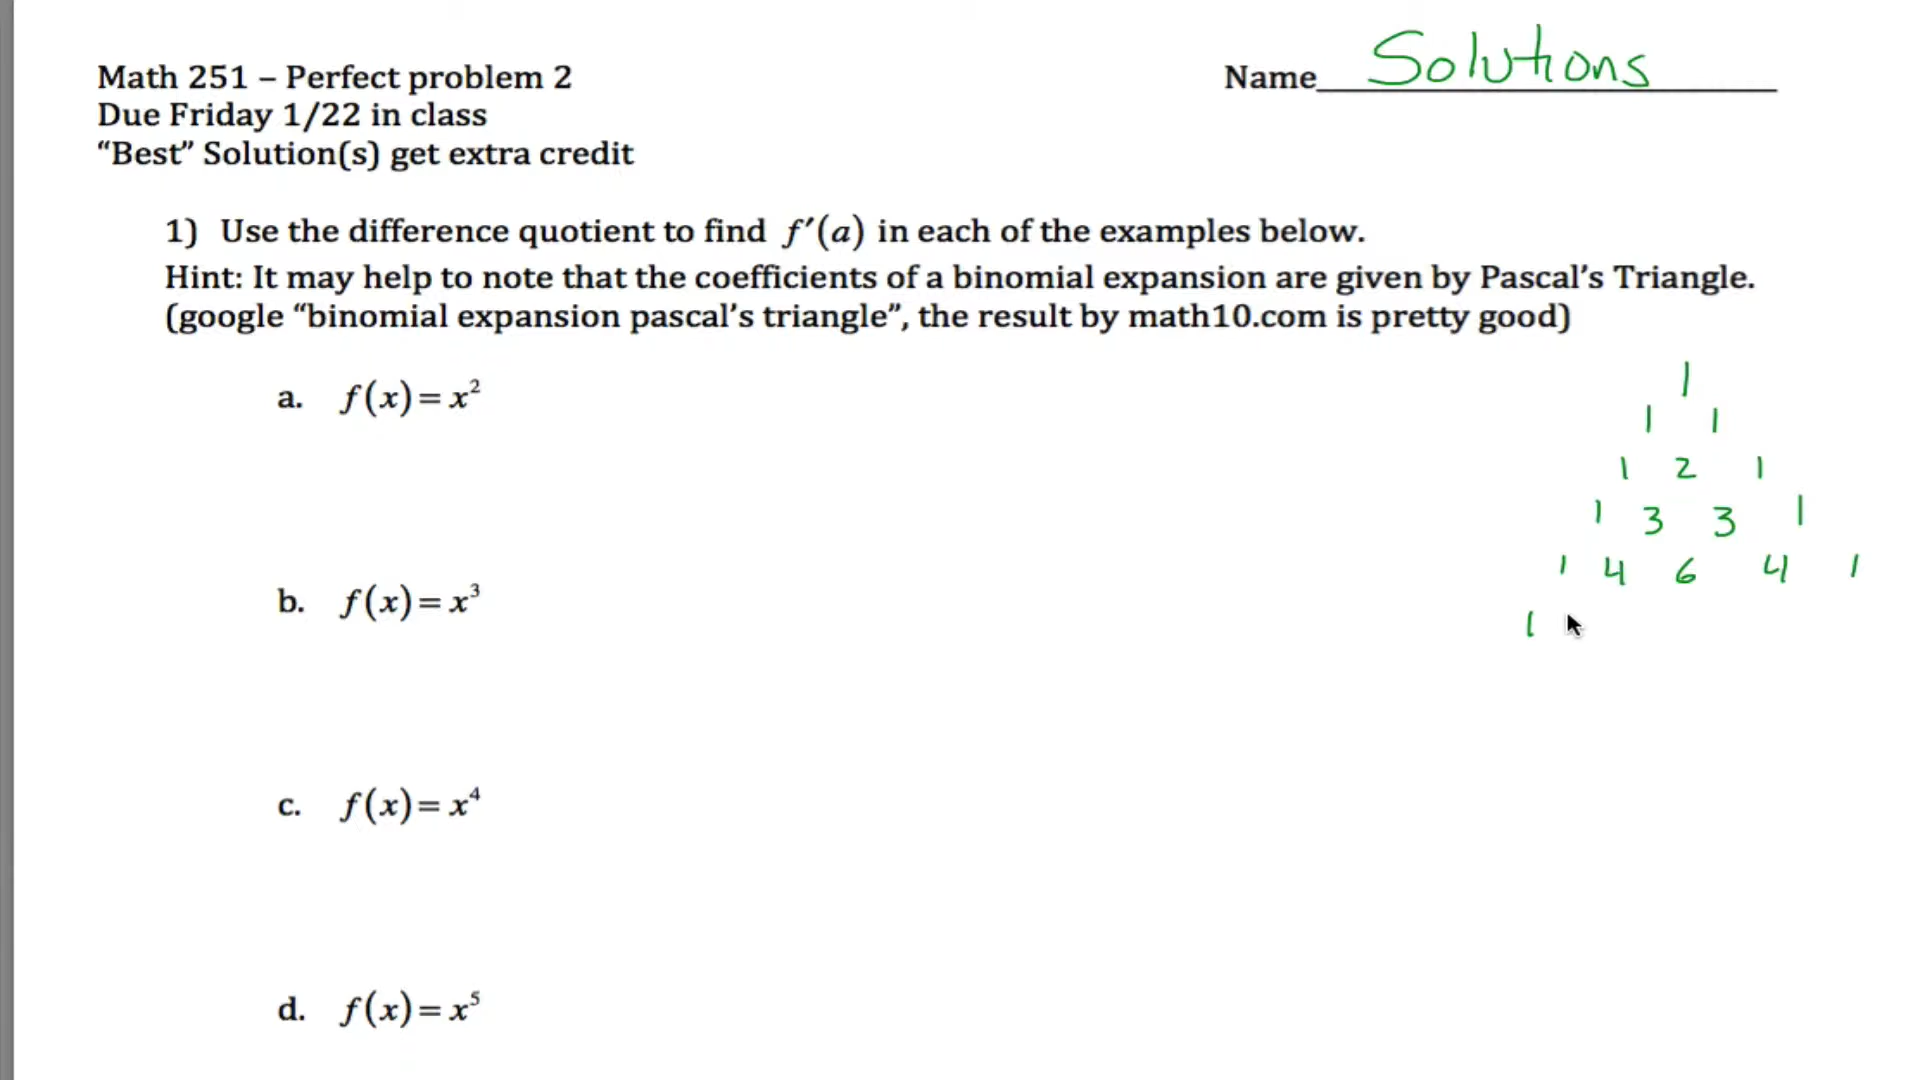 Math 251 – Perfect problem 2
Name Solutions
Due Friday 1/22 in class
“Best” Solution(s) get extra credit
1) Use the difference quotient to find f′(a) in each of the examples below.
Hint: It may help to note that the coefficients of a binomial expansion are given by Pascal’s Triangle.
(google “binomial expansion pascal’s triangle”, the result by math10.com is pretty good)
1
a. f(x)=x²
1 1
1 2 1
1 3 3 1
1 4 6 4 1
b. f(x)=x³
1
c. f(x)=x⁴
d. f(x)=x⁵